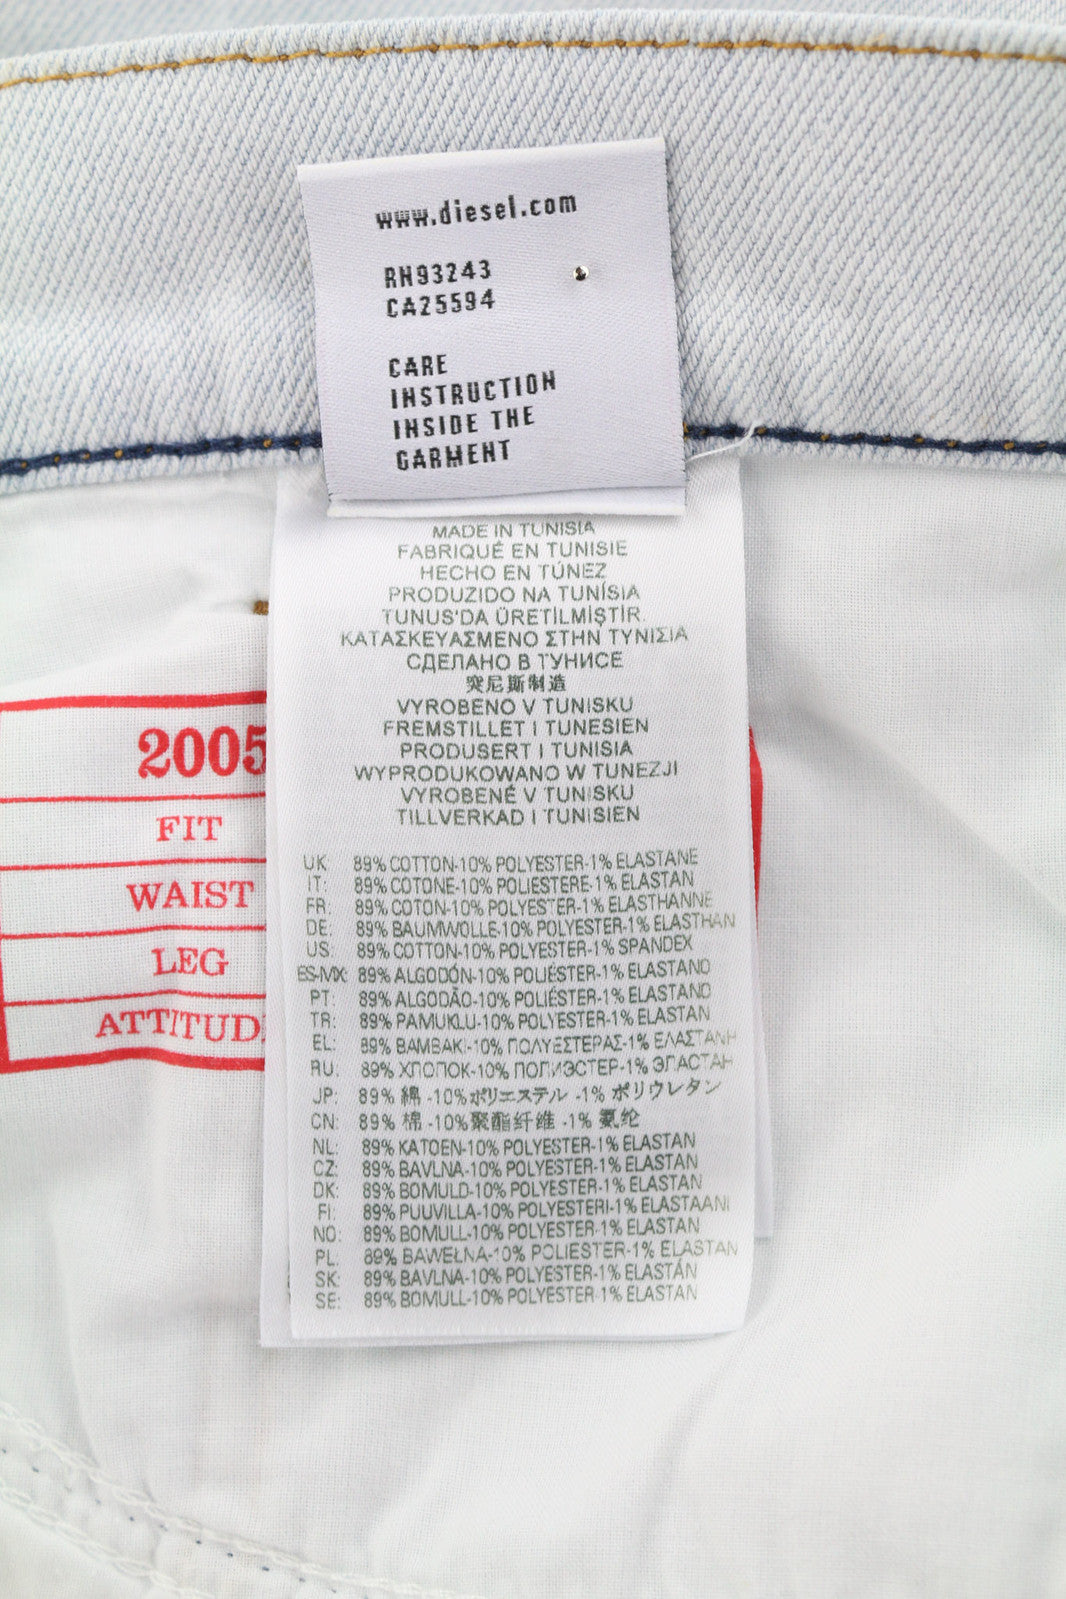 www.diesel.com
RN93243
CA25594
CARE
INSTRUCTION
INSIDE THE
GARMENT
MADE IN TUNISIA
FABRIQUÉ EN TUNISIE
HECHO EN TÚNEZ
PRODUZIDO NA TUNÍSIA
TUNUS'DA ÜRETİLMİŞTİR.
ΚΑΤΑΣΚΕΥΑΣΜΕΝΟ ΣΤΗΝ ΤΥΝΙΣΙΑ
СДЕЛАНО В ТУНИСЕ
突尼斯制造
VYROBENO V TUNISKU
FREMSTILLET I TUNESIEN
PRODUSERT I TUNISIA
WYPRODUKOWANO W TUNEZJI
VYROBENÉ V TUNISKU
TILLVERKAD I TUNISIEN
UK: 89% COTTON-10% POLYESTER-1% ELASTANE
IT: 89% COTONE-10% POLIESTERE-1% ELASTAN
FR: 89% COTON-10% POLYESTER-1% ELASTHANNE
DE: 89% BAUMWOLLE-10% POLYESTER-1% ELASTHAN
US: 89% COTTON-10% POLYESTER-1% SPANDEX
ES-MX: 89% ALGODÓN-10% POLIÉSTER-1% ELASTANO
PT: 89% ALGODÃO-10% POLIÉSTER-1% ELASTANO
TR: 89% PAMUKLU-10% POLYESTER-1% ELASTAN
EL: 89% ΒΑΜΒΑΚΙ-10% ΠΟΛΥΕΣΤΕΡΑΣ-1% ΕΛΑΣΤΑΝΗ
RU: 89% ХЛОПОК-10% ПОЛИЭСТЕР-1% ЭЛАСТАН
JP: 89% 綿 -10%ポリエステル -1% ポリウレタン
CN: 89% 棉 -10%聚酯纤维 -1% 氨纶
NL: 89% KATOEN-10% POLYESTER-1% ELASTAN
CZ: 89% BAVLNA-10% POLYESTER-1% ELASTAN
DK: 89% BOMULD-10% POLYESTER-1% ELASTAN
FI: 89% PUUVILLA-10% POLYESTERI-1% ELASTAANI
NO: 89% BOMULL-10% POLYESTER-1% ELASTAN
PL: 89% BAWEŁNA-10% POLIESTER-1% ELASTAN
SK: 89% BAVLNA-10% POLYESTER-1% ELASTÁN
SE: 89% BOMULL-10% POLYESTER-1% ELASTAN
2005
FIT
WAIST
LEG
ATTITUD